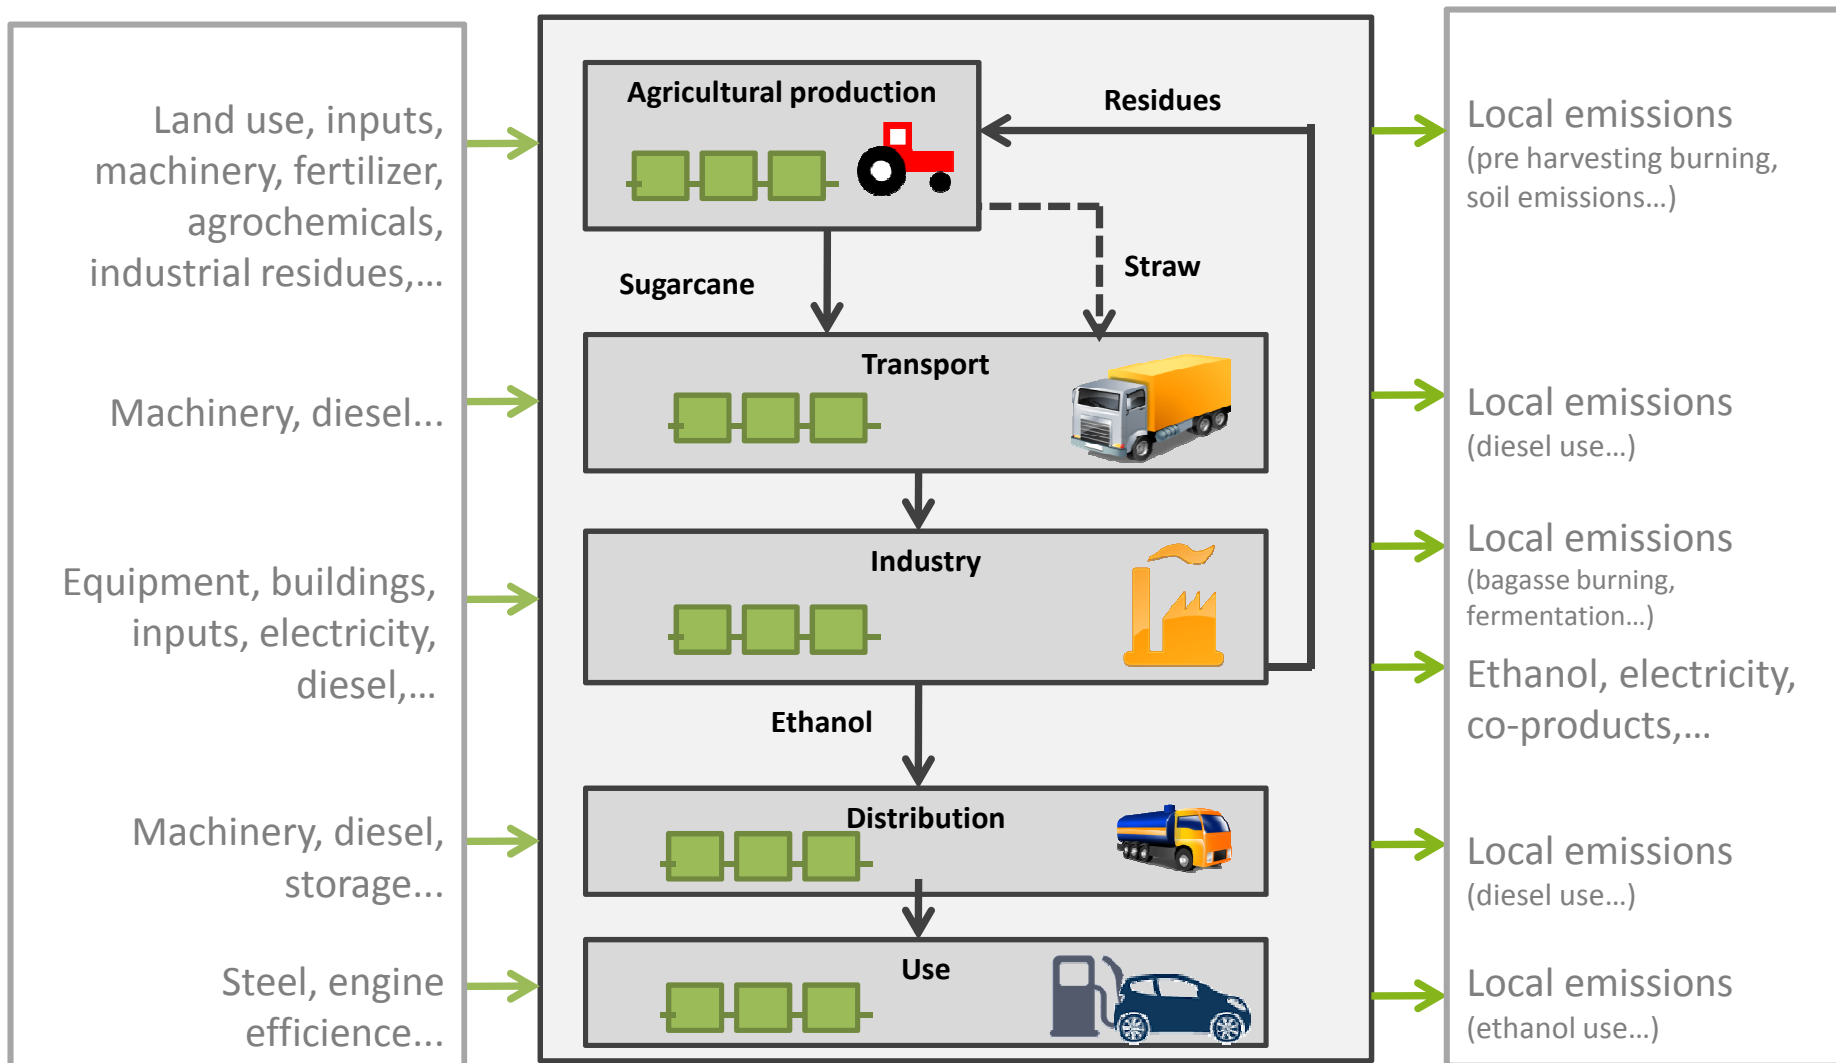 Land use, inputs,
machinery, fertilizer,
agrochemicals,
industrial residues,...
Machinery, diesel...
Equipment, buildings,
inputs, electricity,
diesel,...
Machinery, diesel,
storage...
Steel, engine
efficience...
Agricultural production
Residues
Sugarcane
Straw
Transport
Industry
Ethanol
Distribution
Use
Local emissions
(pre harvesting burning,
soil emissions...)
Local emissions
(diesel use...)
Local emissions
(bagasse burning,
fermentation...)
Ethanol, electricity,
co-products,...
Local emissions
(diesel use...)
Local emissions
(ethanol use...)